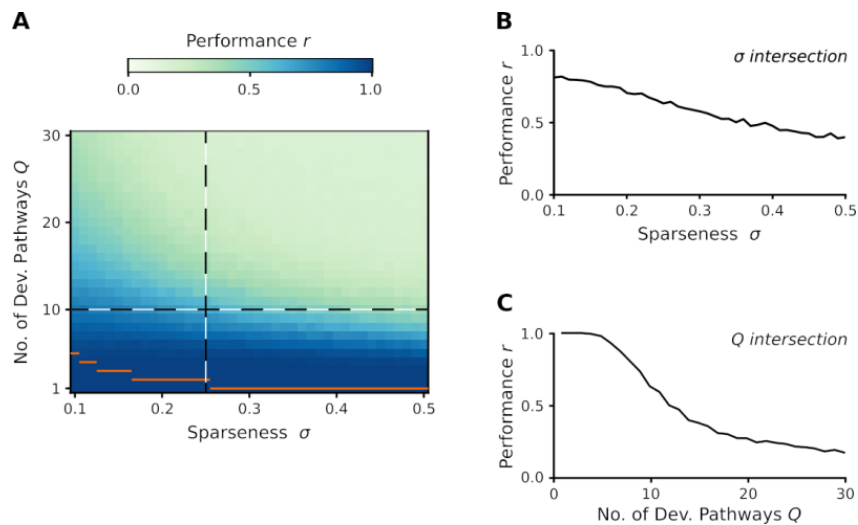 A
Performance r
0.0 0.5 1.0
30
20
10
1
No. of Dev. Pathways Q
0.1 0.2 0.3 0.4 0.5
Sparseness σ
B
1.0
0.5
0.0
Performance r
σ intersection
0.1 0.2 0.3 0.4 0.5
Sparseness σ
C
1.0
0.5
0.0
Performance r
Q intersection
0 10 20 30
No. of Dev. Pathways Q